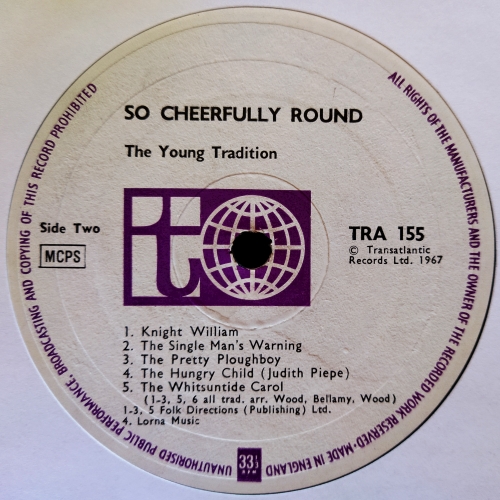 SO CHEERFULLY ROUND
The Young Tradition
it
Side Two
MCPS
TRA 155
© Transatlantic
Records Ltd. 1967
1. Knight William
2. The Single Man's Warning
3. The Pretty Ploughboy
4. The Hungry Child (Judith Piepe)
5. The Whitsuntide Carol
(1-3, 5, 6 all trad. arr. Wood, Bellamy, Wood)
1-3, 5 Folk Directions (Publishing) Ltd.
4. Lorna Music
33⅓
RPM
ALL RIGHTS OF THE MANUFACTURERS AND THE OWNER OF THE RECORDED WORK RESERVED-MADE IN ENGLAND
UNAUTHORISED PUBLIC PERFORMANCE, BROADCASTING AND COPYING OF THIS RECORD PROHIBITED